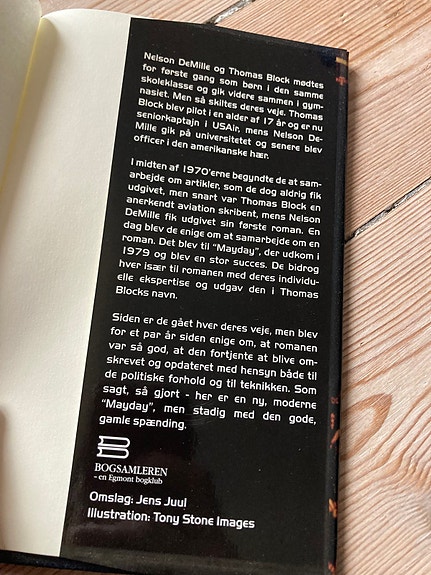 Nelson DeMille og Thomas Block mødtes
for første gang som børn i den samme
skoleklasse og gik videre sammen i gym-
nasiet. Men så skiltes deres veje. Thomas
Block blev pilot i en alder af 17 år og er nu
seniorkaptajn i USAir, mens Nelson De-
Mille gik på universitetet og senere blev
officer i den amerikanske hær.
I midten af 1970'erne begyndte de at sam-
arbejde om artikler, som de dog aldrig fik
udgivet, men snart var Thomas Block en
anerkendt aviation skribent, mens Nelson
DeMille fik udgivet sin første roman. En
dag blev de enige om at samarbejde om en
roman. Det blev til "Mayday", der udkom i
1979 og blev en stor succes. De bidrog
hver især til romanen med deres individu-
elle ekspertise og udgav den i Thomas
Blocks navn.
Siden er de gået hver deres veje, men blev
for et par år siden enige om, at romanen
var så god, at den fortjente at blive om-
skrevet og opdateret med hensyn både til
de politiske forhold og til teknikken. Som
sagt, så gjort - her er en ny, moderne
"Mayday", men stadig med den gode,
gamle spænding.
B
BOGSAMLEREN
- en Egmont bogklub
Omslag: Jens Juul
Illustration: Tony Stone Images